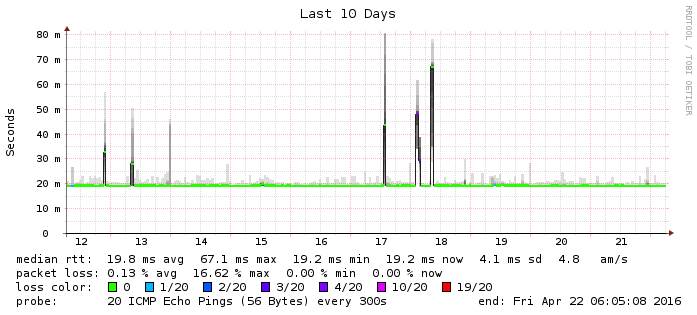 Last 10 Days
RRDTOOL / TOBI OETIKER
Seconds
80 m
70 m
60 m
50 m
40 m
30 m
20 m
10 m
0
12 13 14 15 16 17 18 19 20 21
median rtt: 19.8 ms avg 67.1 ms max 19.2 ms min 19.2 ms now 4.1 ms sd 4.8 am/s
packet loss: 0.13 % avg 16.62 % max 0.00 % min 0.00 % now
loss color: 0 1/20 2/20 3/20 4/20 10/20 19/20
probe: 20 ICMP Echo Pings (56 Bytes) every 300s end: Fri Apr 22 06:05:08 2016